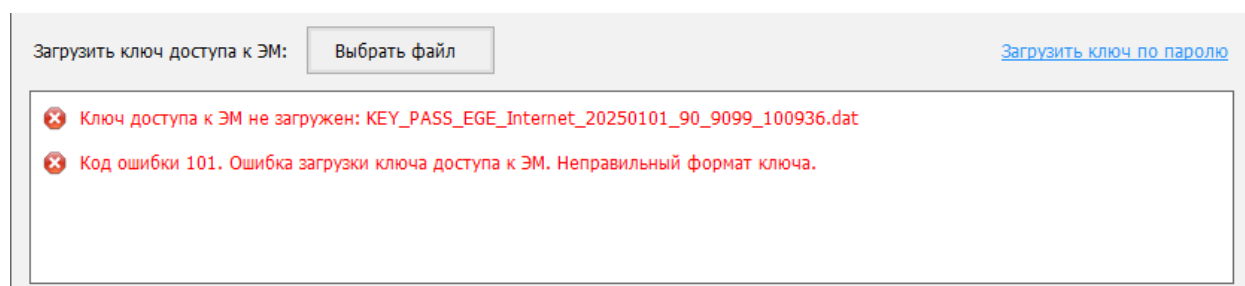 Загрузить ключ доступа к ЭМ: Выбрать файл Загрузить ключ по паролю
Ключ доступа к ЭМ не загружен: KEY_PASS_EGE_Internet_20250101_90_9099_100936.dat
Код ошибки 101. Ошибка загрузки ключа доступа к ЭМ. Неправильный формат ключа.